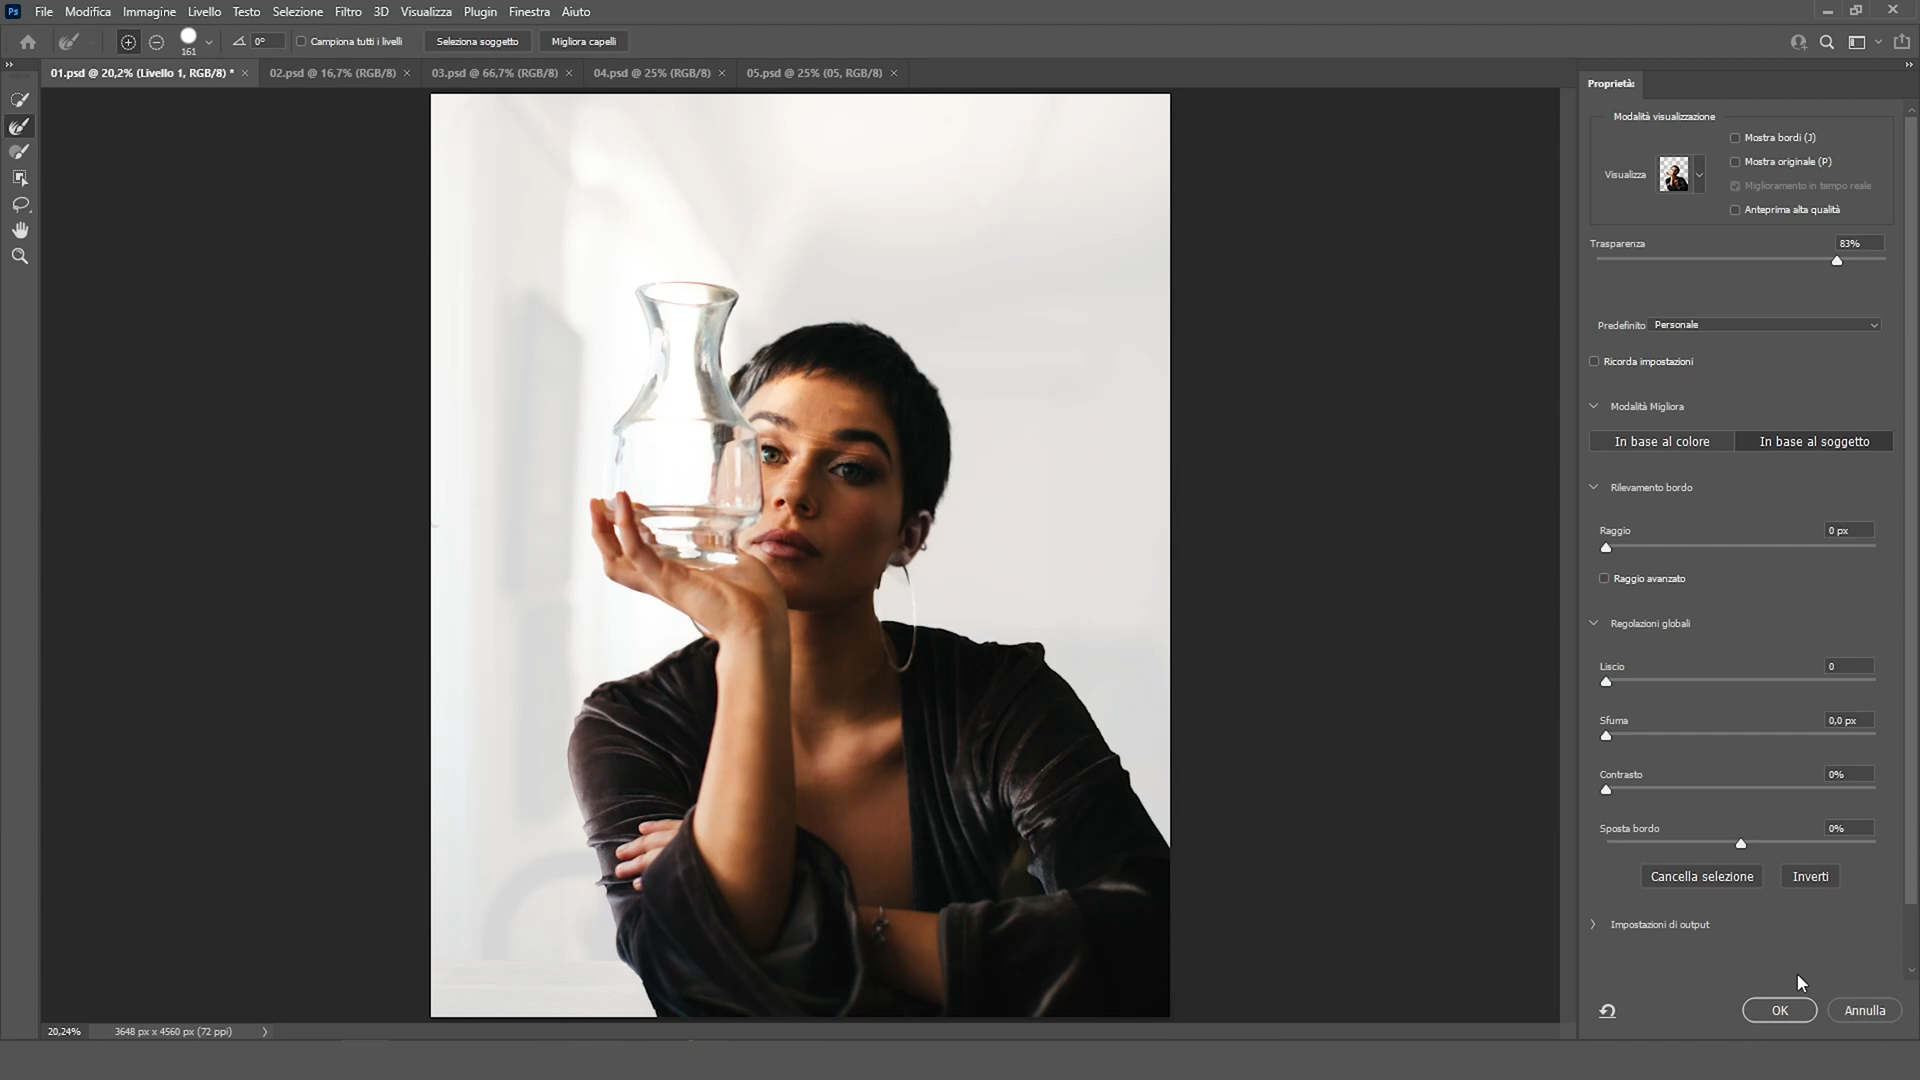 Ps File Modifica Immagine Livello Testo Selezione Filtro 3D Visualizza Plugin Finestra Aiuto
161 0° Campiona tutti i livelli Seleziona soggetto Migliora capelli
01.psd @ 20,2% (Livello 1, RGB/8) * 02.psd @ 16,7% (RGB/8) 03.psd @ 66,7% (RGB/8) 04.psd @ 25% (RGB/8) 05.psd @ 25% (05, RGB/8)
Proprietà:
Modalità visualizzazione
Mostra bordi (J)
Mostra originale (P)
Visualizza
Miglioramento in tempo reale
Anteprima alta qualità
Trasparenza 83%
Predefinito Personale
Ricorda impostazioni
Modalità Migliora
In base al colore In base al soggetto
Rilevamento bordo
Raggio 0 px
Raggio avanzato
Regolazioni globali
Liscio 0
Sfuma 0,0 px
Contrasto 0%
Sposta bordo 0%
Cancella selezione Inverti
Impostazioni di output
OK Annulla
20,24% 3648 px x 4560 px (72 ppi)